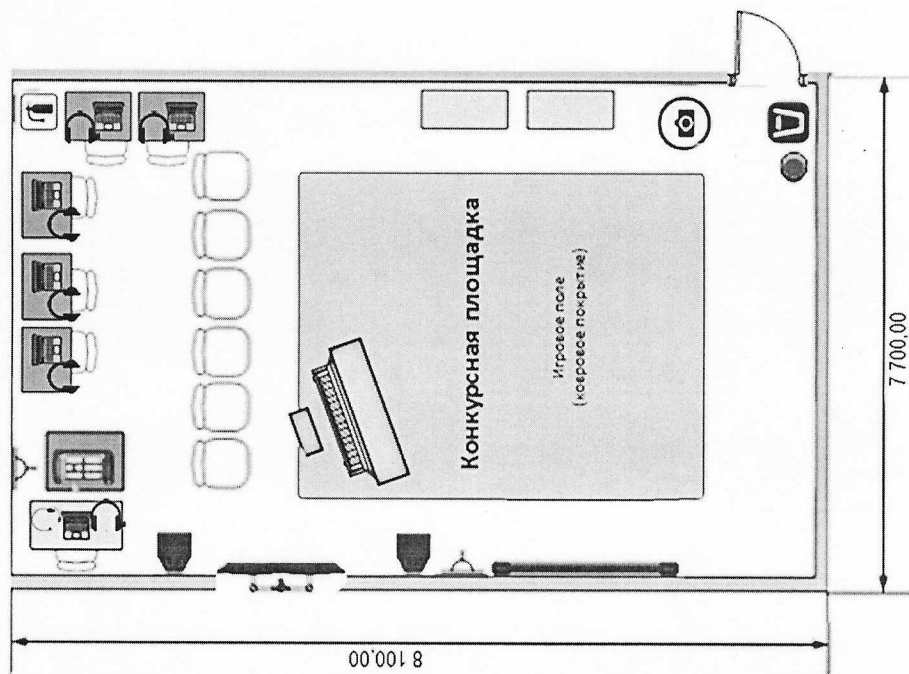 Конкурсная площадка
Игровое поле
(ковровое покрытие)
7 700,00
8 100,00